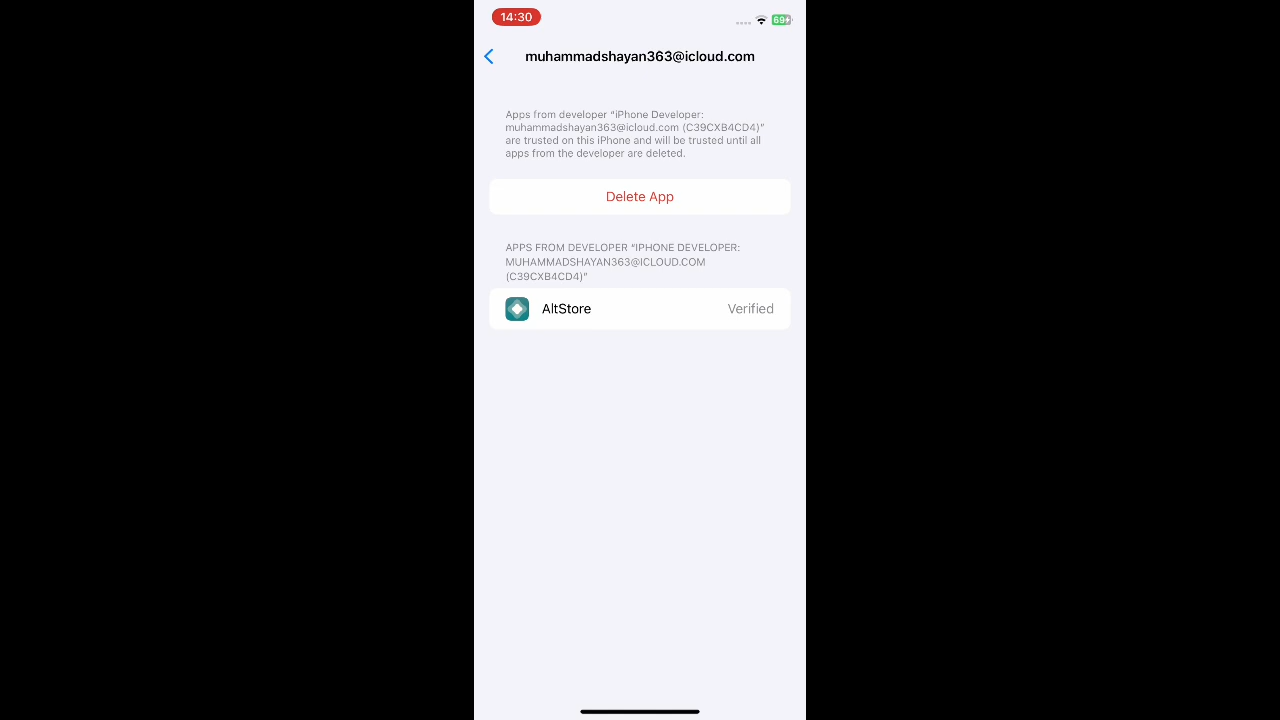 14:30
69
muhammadshayan363@icloud.com
Apps from developer “iPhone Developer:
muhammadshayan363@icloud.com (C39CXB4CD4)”
are trusted on this iPhone and will be trusted until all
apps from the developer are deleted.
Delete App
APPS FROM DEVELOPER “IPHONE DEVELOPER:
MUHAMMADSHAYAN363@ICLOUD.COM
(C39CXB4CD4)”
AltStore Verified